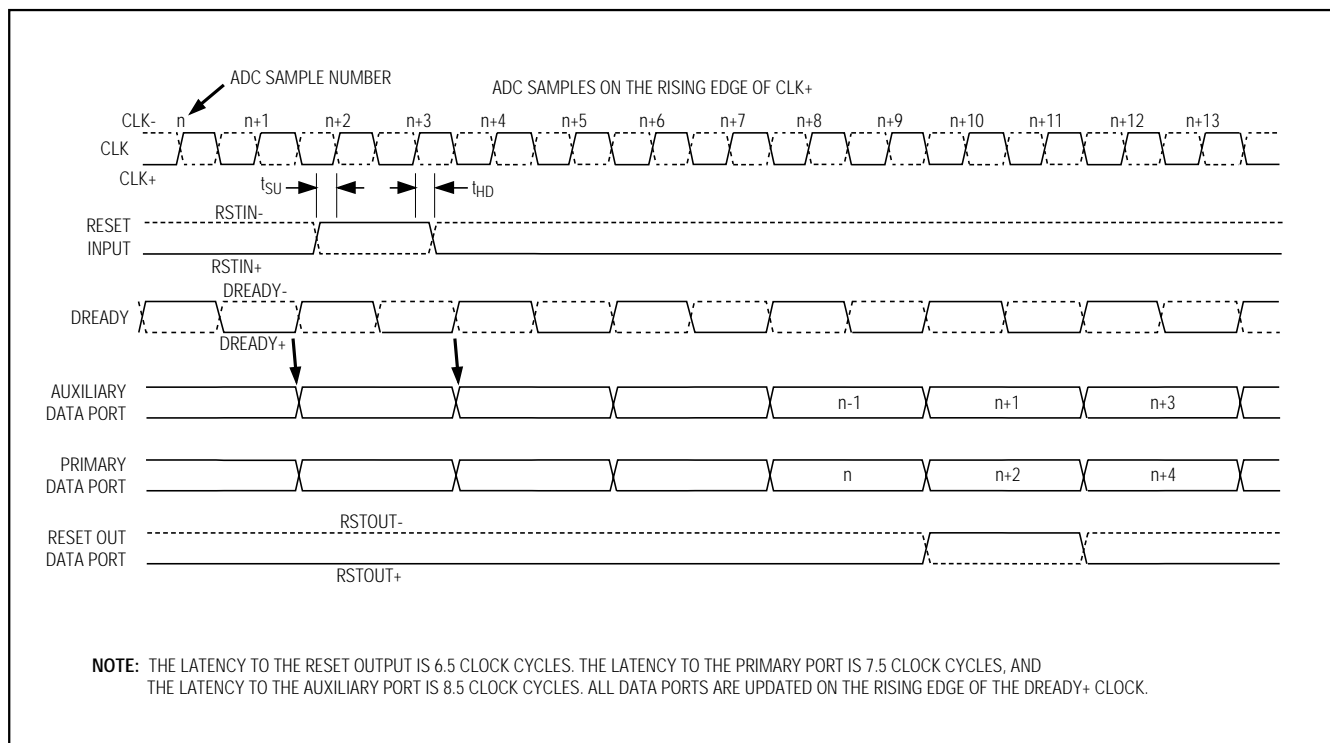 ADC SAMPLE NUMBER
ADC SAMPLES ON THE RISING EDGE OF CLK+
CLK-
n n+1 n+2 n+3 n+4 n+5 n+6 n+7 n+8 n+9 n+10 n+11 n+12 n+13
CLK
CLK+
tSU
tHD
RSTIN-
RESET
INPUT
RSTIN+
DREADY-
DREADY
DREADY+
AUXILIARY
DATA PORT
n-1 n+1 n+3
PRIMARY
DATA PORT
n n+2 n+4
RSTOUT-
RESET OUT
DATA PORT
RSTOUT+
NOTE: THE LATENCY TO THE RESET OUTPUT IS 6.5 CLOCK CYCLES. THE LATENCY TO THE PRIMARY PORT IS 7.5 CLOCK CYCLES, AND
THE LATENCY TO THE AUXILIARY PORT IS 8.5 CLOCK CYCLES. ALL DATA PORTS ARE UPDATED ON THE RISING EDGE OF THE DREADY+ CLOCK.